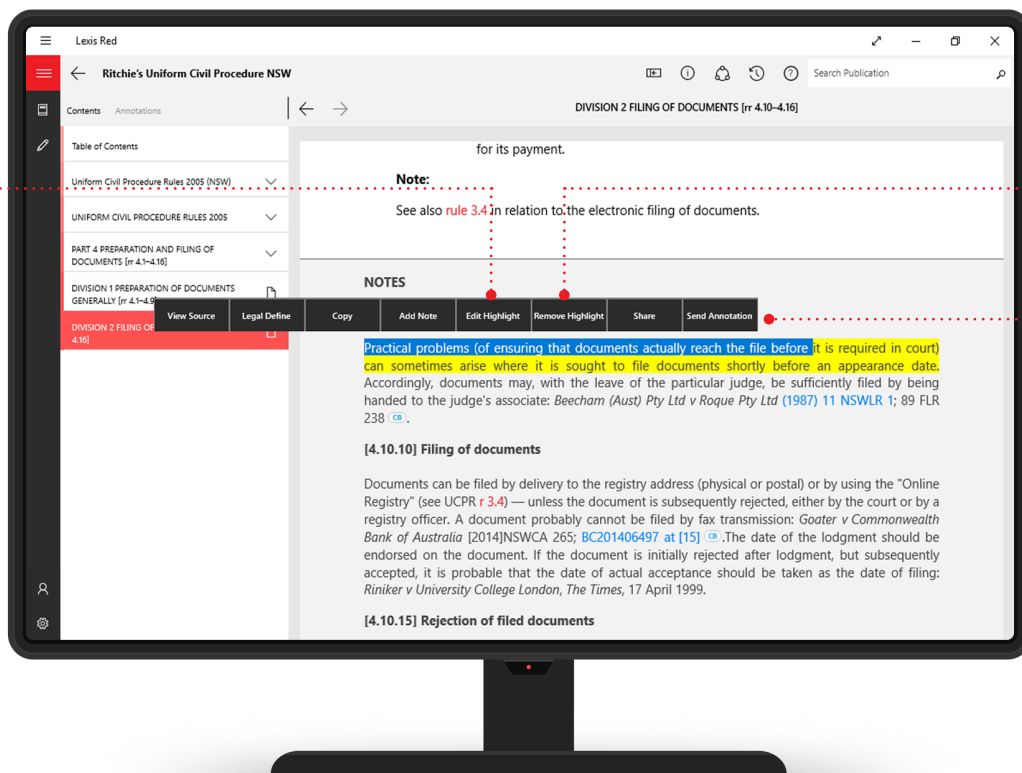 Lexis Red
Ritchie's Uniform Civil Procedure NSW
Search Publication
Contents Annotations
DIVISION 2 FILING OF DOCUMENTS [rr 4.10–4.16]
Table of Contents
Uniform Civil Procedure Rules 2005 (NSW)
UNIFORM CIVIL PROCEDURE RULES 2005
PART 4 PREPARATION AND FILING OF
DOCUMENTS [rr 4.1–4.16]
DIVISION 1 PREPARATION OF DOCUMENTS
GENERALLY [rr 4.1–4.9]
DIVISION 2 FILING OF
4.16]
for its payment.
Note:
See also rule 3.4 in relation to the electronic filing of documents.
NOTES
View Source Legal Define Copy Add Note Edit Highlight Remove Highlight Share Send Annotation
Practical problems (of ensuring that documents actually reach the file before it is required in court)
can sometimes arise where it is sought to file documents shortly before an appearance date.
Accordingly, documents may, with the leave of the particular judge, be sufficiently filed by being
handed to the judge's associate: Beecham (Aust) Pty Ltd v Roque Pty Ltd (1987) 11 NSWLR 1; 89 FLR
238 CB .
[4.10.10] Filing of documents
Documents can be filed by delivery to the registry address (physical or postal) or by using the "Online
Registry" (see UCPR r 3.4) — unless the document is subsequently rejected, either by the court or by a
registry officer. A document probably cannot be filed by fax transmission: Goater v Commonwealth
Bank of Australia [2014]NSWCA 265; BC201406497 at [15] CB .The date of the lodgment should be
endorsed on the document. If the document is initially rejected after lodgment, but subsequently
accepted, it is probable that the date of actual acceptance should be taken as the date of filing:
Riniker v University College London, The Times, 17 April 1999.
[4.10.15] Rejection of filed documents